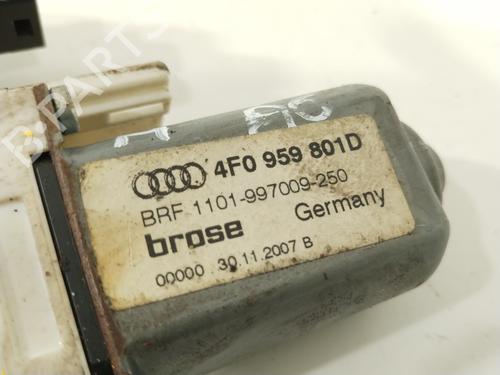 4F0 959 801D
BRF 1101-997009-250
brose Germany
00000 30.11.2007 B